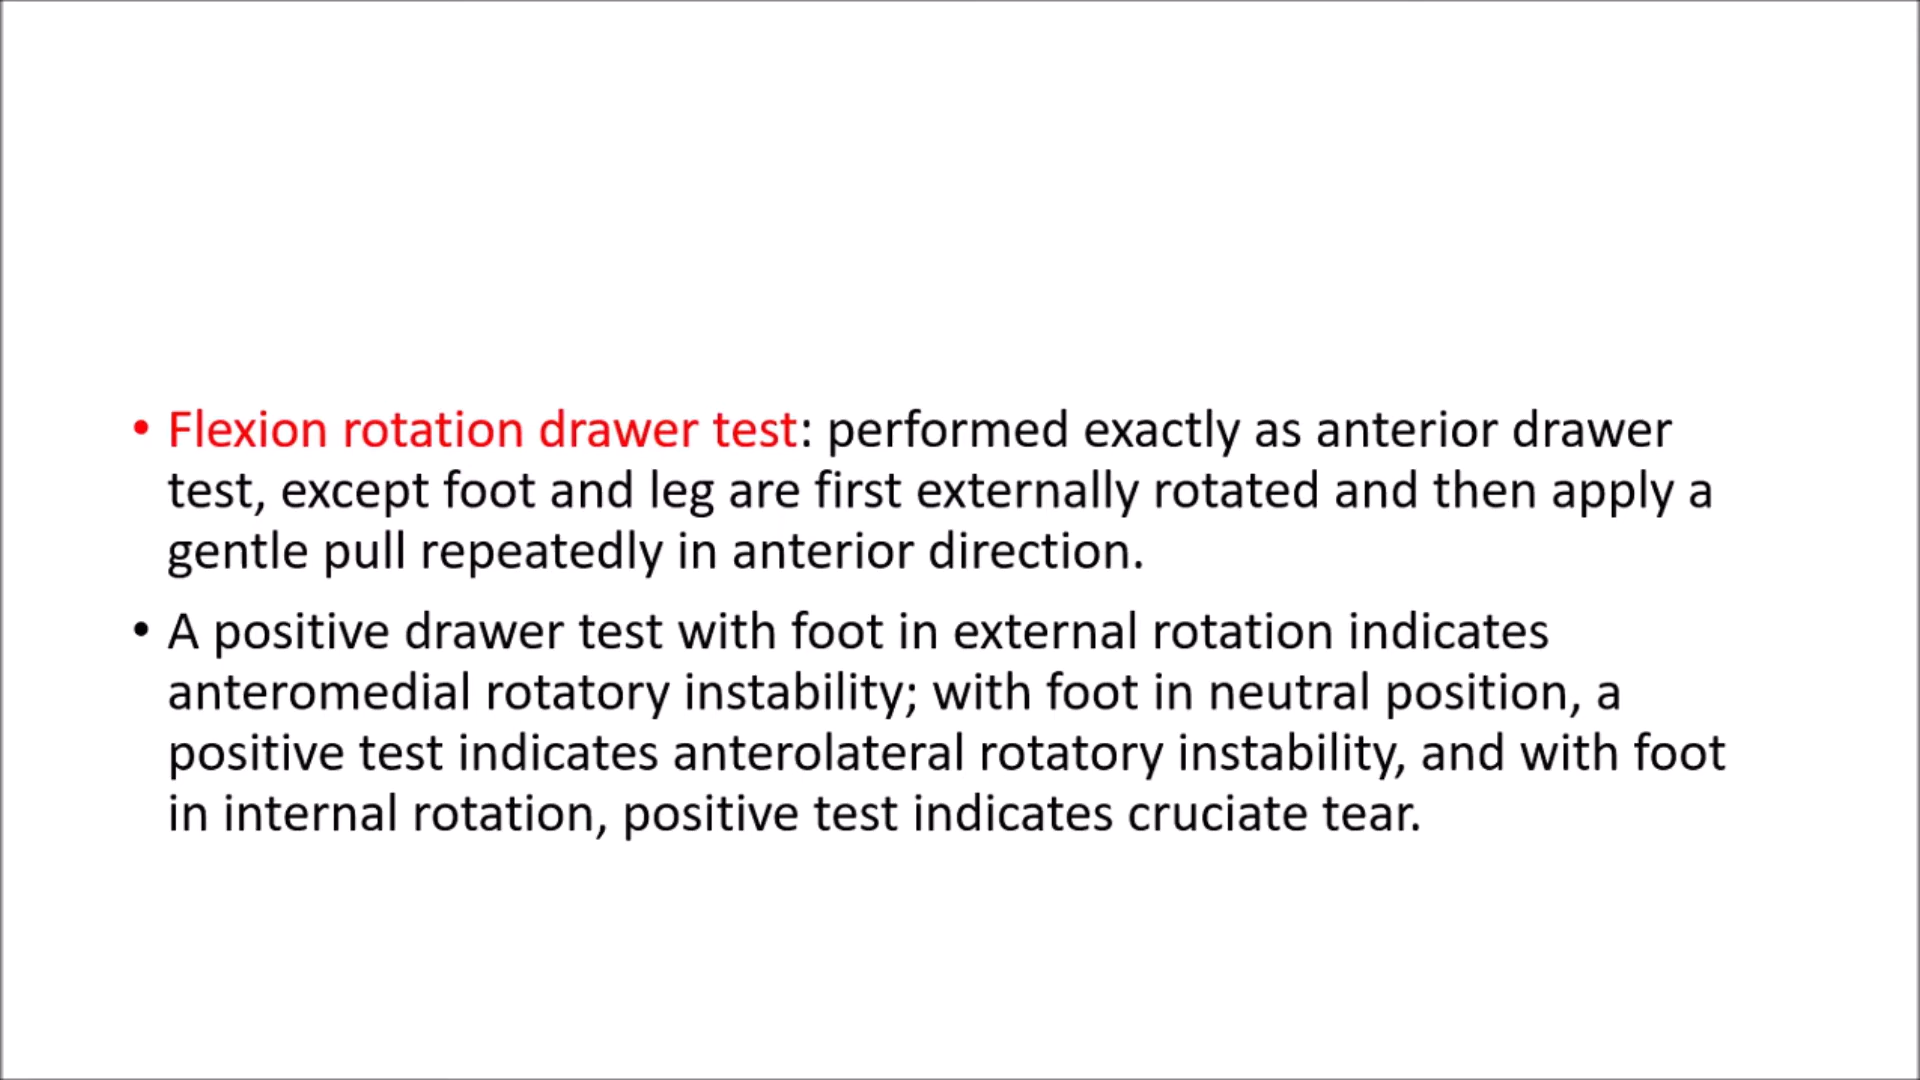 • Flexion rotation drawer test: performed exactly as anterior drawer
test, except foot and leg are first externally rotated and then apply a
gentle pull repeatedly in anterior direction.
• A positive drawer test with foot in external rotation indicates
anteromedial rotatory instability; with foot in neutral position, a
positive test indicates anterolateral rotatory instability, and with foot
in internal rotation, positive test indicates cruciate tear.